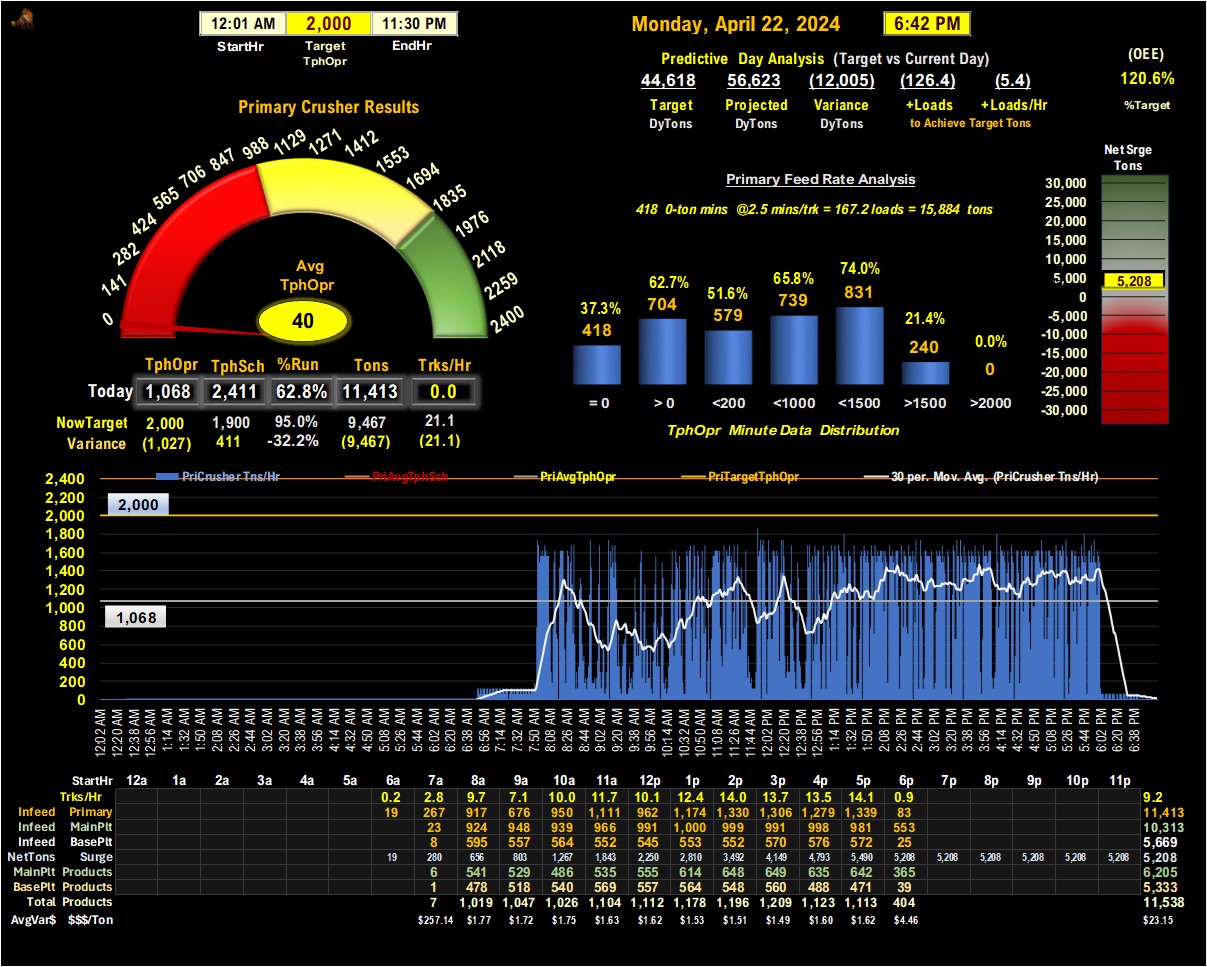 12:01 AM 2,000 11:30 PM
StartHr Target TphOpr EndHr
Monday, April 22, 2024 6:42 PM
Predictive Day Analysis (Target vs Current Day)
44,618 56,623 (12,005) (126.4) (5.4)
Target Projected Variance +Loads +Loads/Hr
DyTons DyTons DyTons to Achieve Target Tons
(OEE)
120.6%
%Target
Primary Crusher Results
0 141 282 424 565 706 847 988 1129 1271 1412 1553 1694 1835 1976 2118 2259 2400
Avg
TphOpr
40
TphOpr TphSch %Run Tons Trks/Hr
Today 1,068 2,411 62.8% 11,413 0.0
NowTarget 2,000 1,900 95.0% 9,467 21.1
Variance (1,027) 411 -32.2% (9,467) (21.1)
Primary Feed Rate Analysis
418 0-ton mins @2.5 mins/trk = 167.2 loads = 15,884 tons
37.3% 62.7% 51.6% 65.8% 74.0% 21.4% 0.0%
418 704 579 739 831 240 0
= 0 > 0 <200 <1000 <1500 >1500 >2000
TphOpr Minute Data Distribution
Net Srge
Tons
30,000
25,000
20,000
15,000
10,000
5,000
0
-5,000
-10,000
-15,000
-20,000
-25,000
-30,000
5,208
PriCrusher Tns/Hr PriAvgTphSch PriAvgTphOpr PriTargetTphOpr 30 per. Mov. Avg. (PriCrusher Tns/Hr)
2,400
2,200
2,000
1,800
1,600
1,400
1,200
1,000
800
600
400
200
0
2,000
1,068
12:02 AM 12:20 AM 12:38 AM 12:56 AM 1:14 AM 1:32 AM 1:50 AM 2:08 AM 2:26 AM 2:44 AM 3:02 AM 3:20 AM 3:38 AM 3:56 AM 4:14 AM 4:32 AM 4:50 AM 5:08 AM 5:26 AM 5:44 AM 6:02 AM 6:20 AM 6:38 AM 6:56 AM 7:14 AM 7:32 AM 7:50 AM 8:08 AM 8:26 AM 8:44 AM 9:02 AM 9:20 AM 9:38 AM 9:56 AM 10:14 AM 10:32 AM 10:50 AM 11:08 AM 11:26 AM 11:44 AM 12:02 PM 12:20 PM 12:38 PM 12:56 PM 1:14 PM 1:32 PM 1:50 PM 2:08 PM 2:26 PM 2:44 PM 3:02 PM 3:20 PM 3:38 PM 3:56 PM 4:14 PM 4:32 PM 4:50 PM 5:08 PM 5:26 PM 5:44 PM 6:02 PM 6:20 PM 6:38 PM
StartHr 12a 1a 2a 3a 4a 5a 6a 7a 8a 9a 10a 11a 12p 1p 2p 3p 4p 5p 6p 7p 8p 9p 10p 11p
Trks/Hr 0.2 2.8 9.7 7.1 10.0 11.7 10.1 12.4 14.0 13.7 13.5 14.1 0.9 9.2
Infeed Primary 19 267 917 676 950 1,111 962 1,174 1,330 1,306 1,279 1,339 83 11,413
Infeed MainPlt 23 924 948 939 966 991 1,000 999 991 998 981 553 10,313
Infeed BasePlt 8 595 557 564 552 545 553 552 570 576 572 25 5,669
NetTons Surge 19 280 656 803 1,267 1,843 2,250 2,810 3,492 4,149 4,793 5,490 5,208 5,208 5,208 5,208 5,208 5,208 5,208
MainPlt Products 6 541 529 486 535 555 614 648 649 635 642 365 6,205
BasePlt Products 1 478 518 540 569 557 564 548 560 488 471 39 5,333
Total Products 7 1,019 1,047 1,026 1,104 1,112 1,178 1,196 1,209 1,123 1,113 404 11,538
AvgVar$ $$$/Ton $257.14 $1.77 $1.72 $1.75 $1.63 $1.62 $1.53 $1.51 $1.49 $1.60 $1.62 $4.46 $23.15